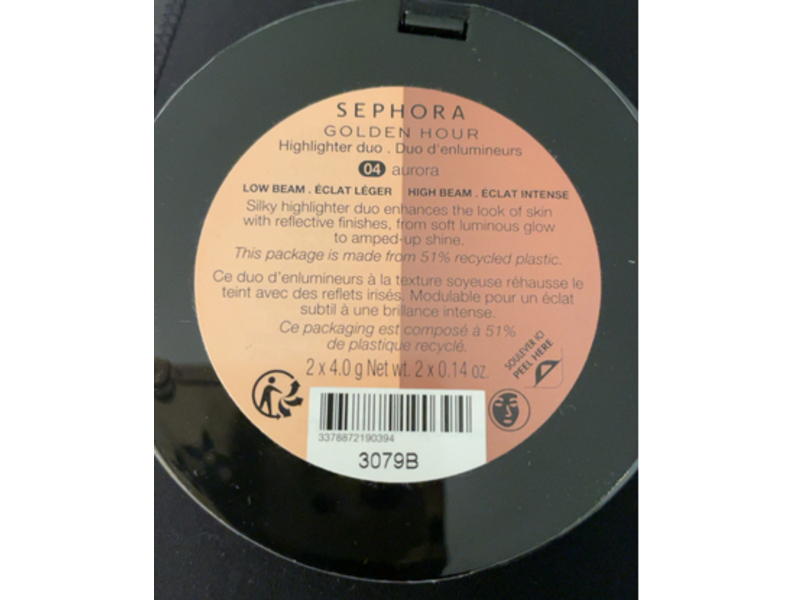 SEPHORA
GOLDEN HOUR
Highlighter duo . Duo d'enlumineurs
04 aurora
LOW BEAM . ÉCLAT LÉGER HIGH BEAM . ÉCLAT INTENSE
Silky highlighter duo enhances the look of skin
with reflective finishes, from soft luminous glow
to amped-up shine.
This package is made from 51% recycled plastic.
Ce duo d'enlumineurs à la texture soyeuse réhausse le
teint avec des reflets irisés. Modulable pour un éclat
subtil à une brillance intense.
Ce packaging est composé à 51%
de plastique recyclé.
SOULEVER ICI
PEEL HERE
2 x 4.0 g Net wt. 2 x 0.14 oz.
3378872190394
3079B